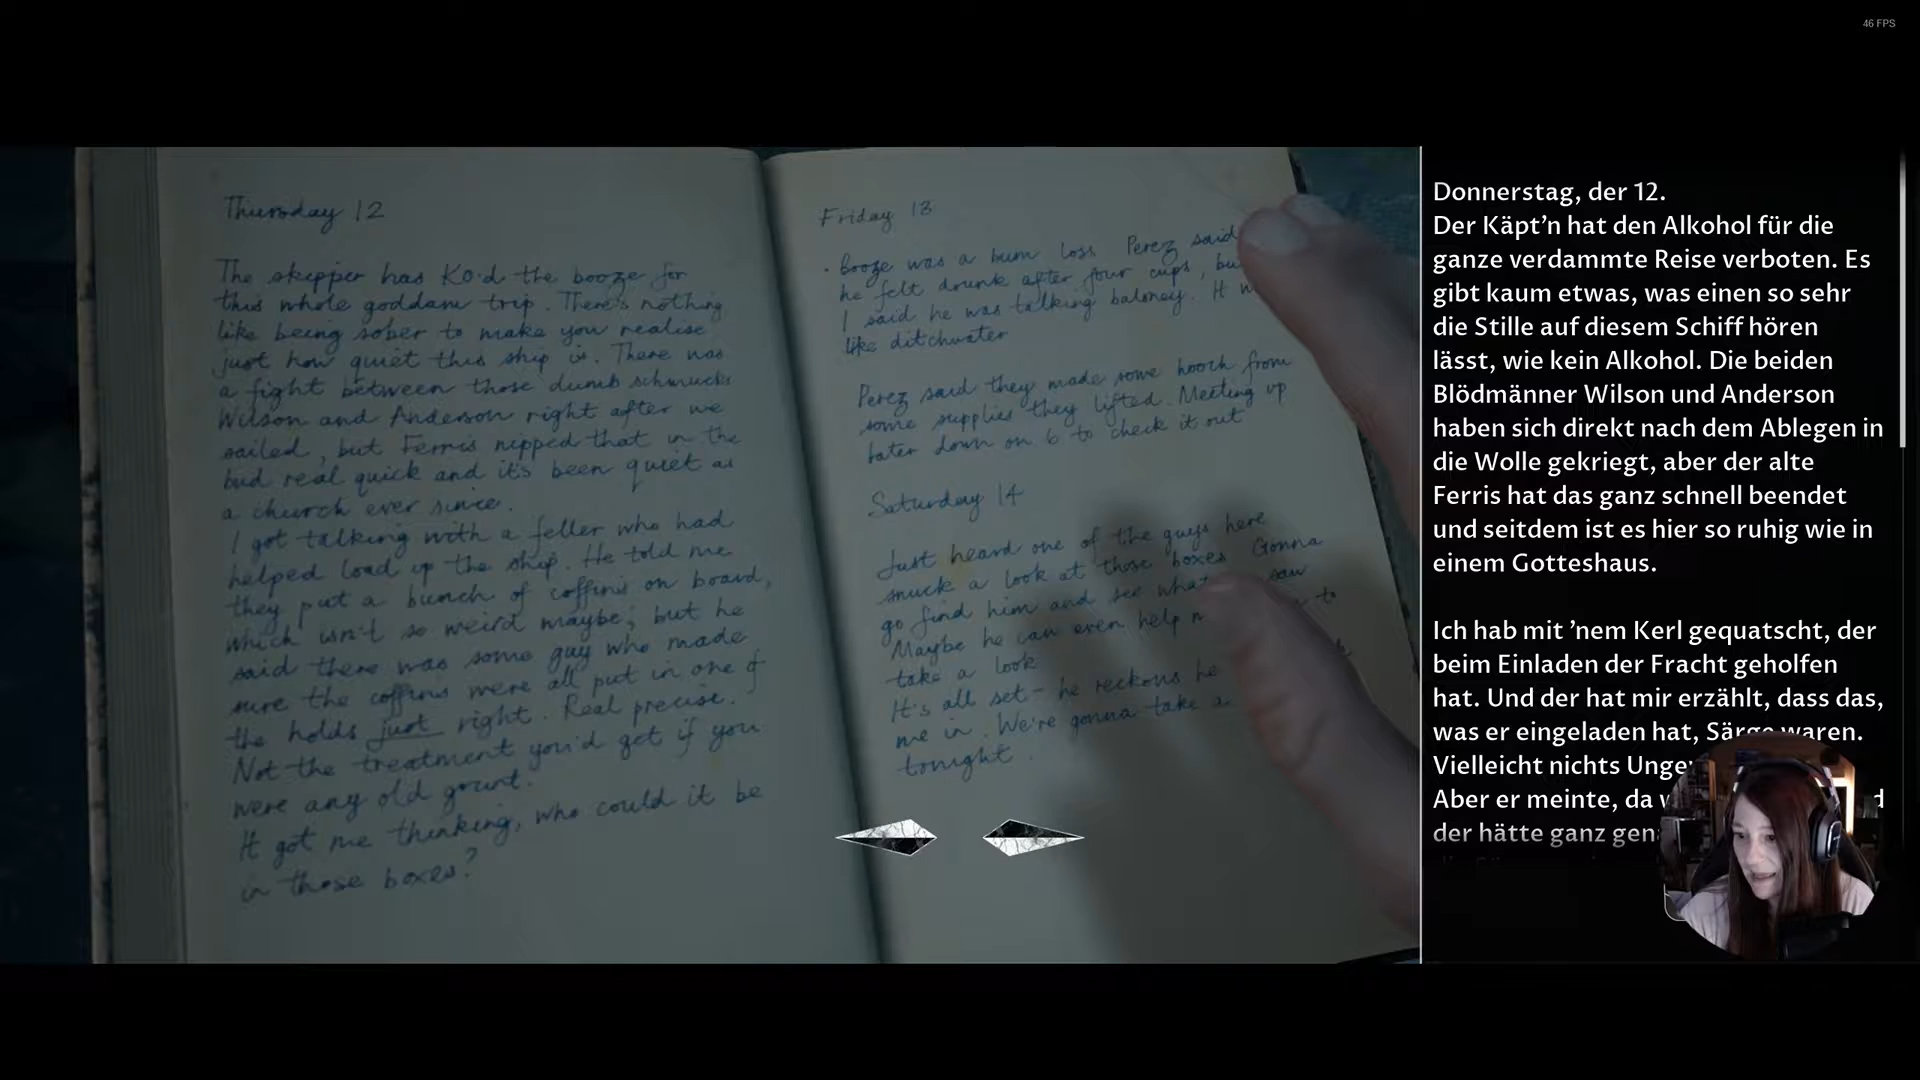 46 FPS
Thursday 12
The skipper has KO'd the booze for
this whole goddam trip. There's nothing
like being sober to make you realise
just how quiet this ship is. There was
a fight between those dumb schmucks
Wilson and Anderson right after we
sailed, but Ferris nipped that in the
bud real quick and it's been quiet as
a church ever since.
I got talking with a feller who had
helped load up the ship. He told me
they put a bunch of coffins on board,
which isn't so weird maybe; but he
said there was some guy who made
sure the coffins were all put in one of
the holds just right. Real precise.
Not the treatment you'd get if you
were any old grunt.
It got me thinking, who could it be
in those boxes?
Friday 13
Booze was a bum loss Perez said
he felt drunk after four cups, bu
I said he was talking baloney. It w
like ditchwater
Perez said they made some hooch from
some supplies they lifted. Meeting up
later down on 6 to check it out
Saturday 14
Just heard one of the guys here
snuck a look at those boxes Gonna
go find him and see what saw
Maybe he can even help to
take a look
It's all set - he reckons he
me in. We're gonna take a
tonight.
Donnerstag, der 12.
Der Käpt’n hat den Alkohol für die
ganze verdammte Reise verboten. Es
gibt kaum etwas, was einen so sehr
die Stille auf diesem Schiff hören
lässt, wie kein Alkohol. Die beiden
Blödmänner Wilson und Anderson
haben sich direkt nach dem Ablegen in
die Wolle gekriegt, aber der alte
Ferris hat das ganz schnell beendet
und seitdem ist es hier so ruhig wie in
einem Gotteshaus.
Ich hab mit ’nem Kerl gequatscht, der
beim Einladen der Fracht geholfen
hat. Und der hat mir erzählt, dass das,
was er eingeladen hat, Särge waren.
Vielleicht nichts
Aber er meinte, da
der hätte ganz